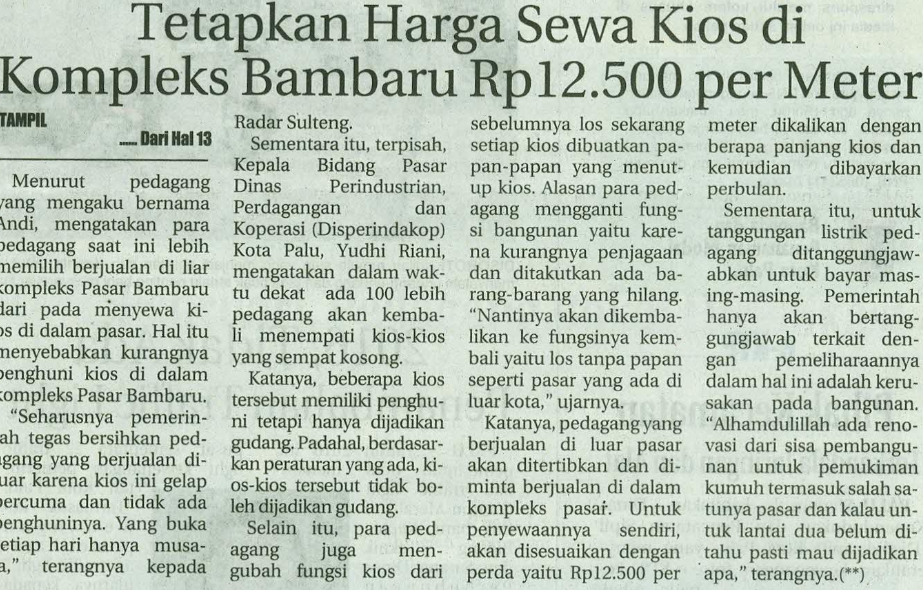 Tetapkan Harga Sewa Kios di
Kompleks Bambaru Rp12.500 per Meter
TAMPIL
..... Dari Hal 13
Menurut pedagang
yang mengaku bernama
Andi, mengatakan para
pedagang saat ini lebih
memilih berjualan di liar
kompleks Pasar Bambaru
dari pada menyewa ki-
os di dalam pasar. Hal itu
menyebabkan kurangnya
penghuni kios di dalam
kompleks Pasar Bambaru.
“Seharusnya pemerin-
tah tegas bersihkan ped-
agang yang berjualan di-
luar karena kios ini gelap
percuma dan tidak ada
penghuninya. Yang buka
setiap hari hanya musa-
la,” terangnya kepada
Radar Sulteng.
Sementara itu, terpisah,
Kepala Bidang Pasar
Dinas Perindustrian,
Perdagangan dan
Koperasi (Disperindakop)
Kota Palu, Yudhi Riani,
mengatakan dalam wak-
tu dekat ada 100 lebih
pedagang akan kemba-
li menempati kios-kios
yang sempat kosong.
Katanya, beberapa kios
tersebut memiliki penghu-
ni tetapi hanya dijadikan
gudang. Padahal, berdasar-
kan peraturan yang ada, ki-
os-kios tersebut tidak bo-
leh dijadikan gudang.
Selain itu, para ped-
agang juga men-
gubah fungsi kios dari
sebelumnya los sekarang
setiap kios dibuatkan pa-
pan-papan yang menut-
up kios. Alasan para ped-
agang mengganti fung-
si bangunan yaitu kare-
na kurangnya penjagaan
dan ditakutkan ada ba-
rang-barang yang hilang.
“Nantinya akan dikemba-
likan ke fungsinya kem-
bali yaitu los tanpa papan
seperti pasar yang ada di
luar kota,” ujarnya.
Katanya, pedagang yang
berjualan di luar pasar
akan ditertibkan dan di-
minta berjualan di dalam
kompleks pasar. Untuk
penyewaannya sendiri,
akan disesuaikan dengan
perda yaitu Rp12.500 per
meter dikalikan dengan
berapa panjang kios dan
kemudian dibayarkan
perbulan.
Sementara itu, untuk
tanggungan listrik ped-
agang ditanggungjaw-
abkan untuk bayar mas-
ing-masing. Pemerintah
hanya akan bertang-
gungjawab terkait den-
gan pemeliharaannya
dalam hal ini adalah keru-
sakan pada bangunan.
“Alhamdulillah ada reno-
vasi dari sisa pembangu-
nan untuk pemukiman
kumuh termasuk salah sa-
tunya pasar dan kalau un-
tuk lantai dua belum di-
tahu pasti mau dijadikan
apa,” terangnya.(**)